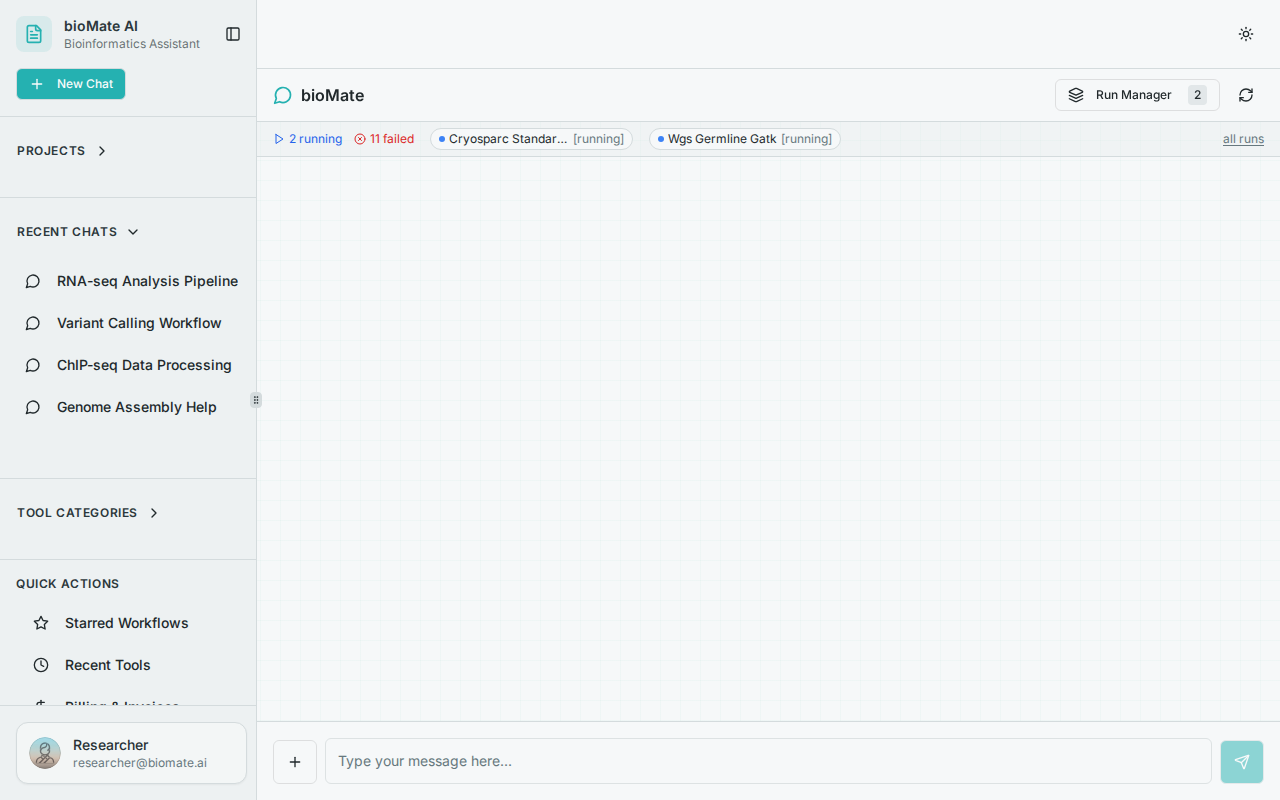 bioMate AI
Bioinformatics Assistant
New Chat
PROJECTS
RECENT CHATS
RNA-seq Analysis Pipeline
Variant Calling Workflow
ChIP-seq Data Processing
Genome Assembly Help
TOOL CATEGORIES
QUICK ACTIONS
Starred Workflows
Recent Tools
Billing & Invoices
Researcher
researcher@biomate.ai
bioMate
Run Manager 2
2 running 11 failed Cryosparc Standar... [running] Wgs Germline Gatk [running] all runs
Type your message here...